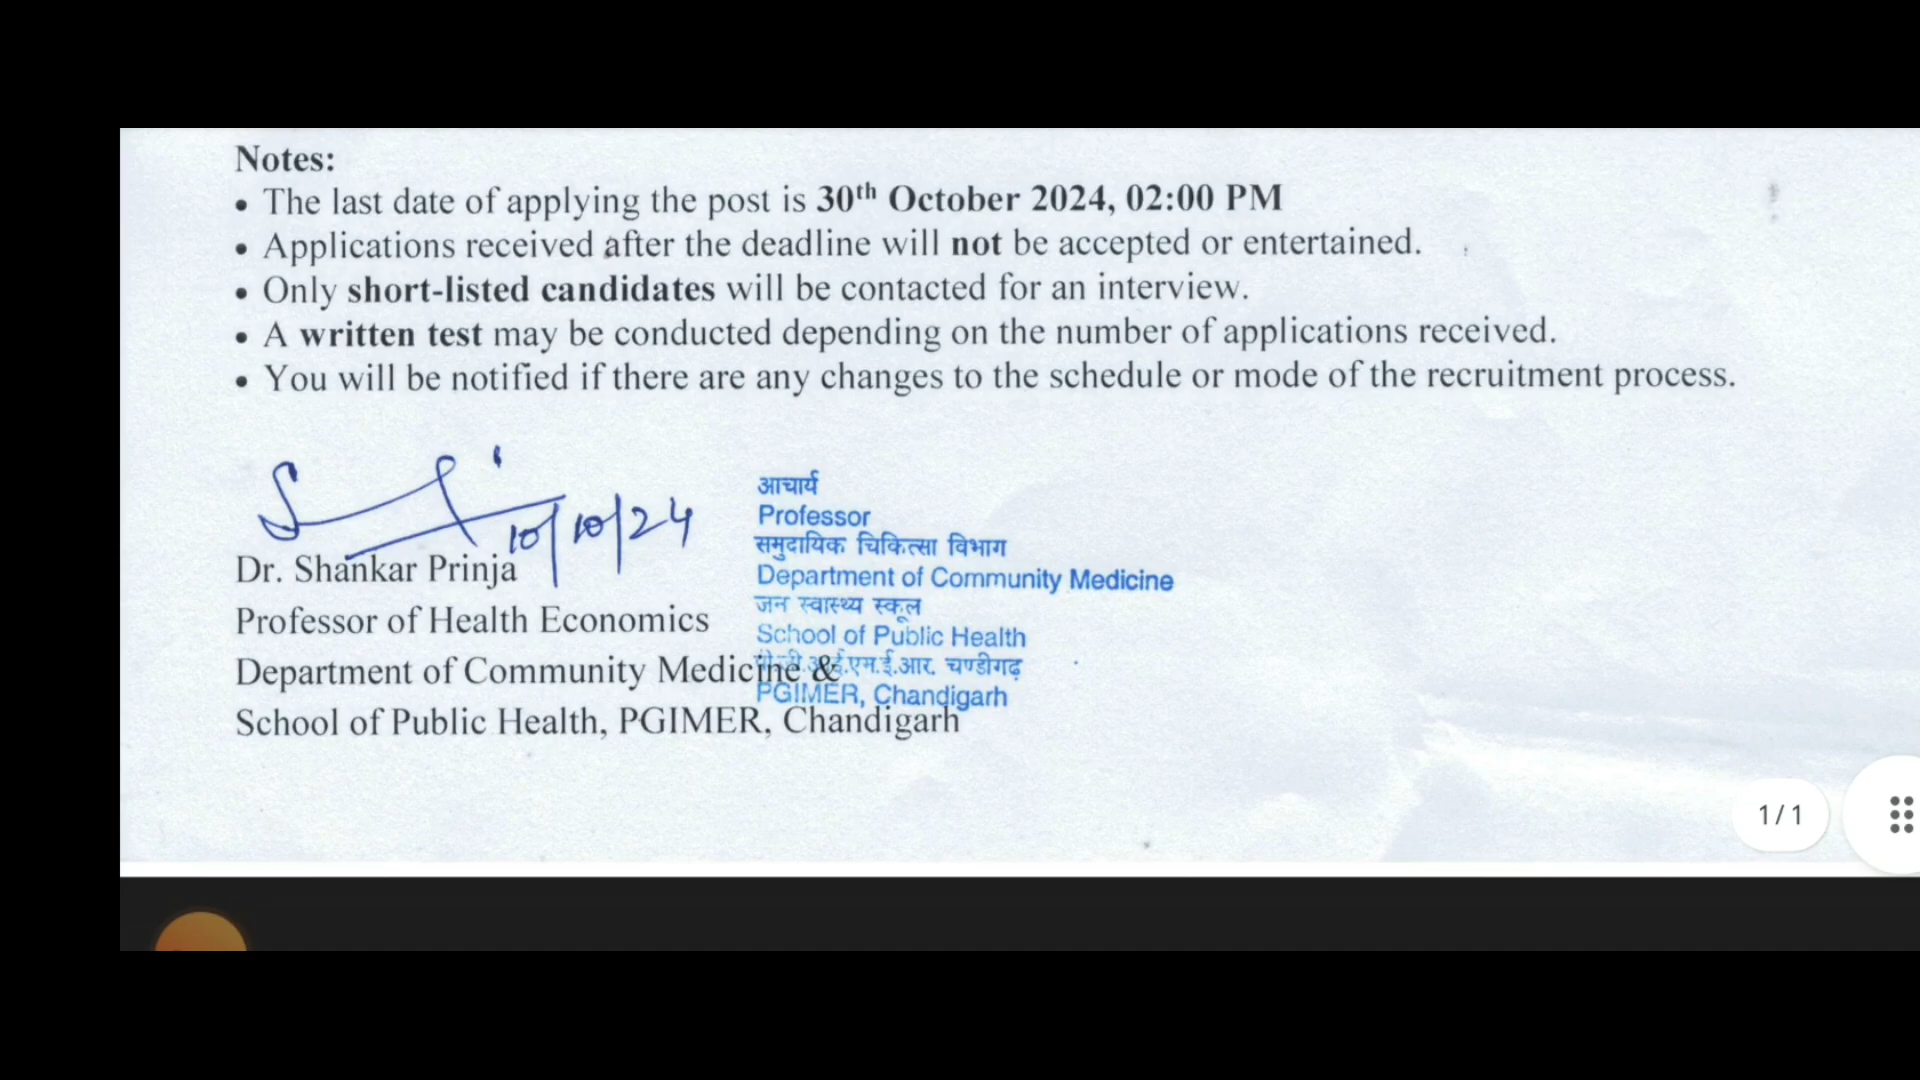 Notes:
• The last date of applying the post is 30th October 2024, 02:00 PM
• Applications received after the deadline will not be accepted or entertained.
• Only short-listed candidates will be contacted for an interview.
• A written test may be conducted depending on the number of applications received.
• You will be notified if there are any changes to the schedule or mode of the recruitment process.
10/10/24
Dr. Shankar Prinja
Professor of Health Economics
Department of Community Medicine &
School of Public Health, PGIMER, Chandigarh
आचार्य
Professor
समुदायिक चिकित्सा विभाग
Department of Community Medicine
जन स्वास्थ्य स्कूल
School of Public Health
पी.जी.आई.एम.ई.आर. चण्डीगढ़
PGIMER, Chandigarh
1/1